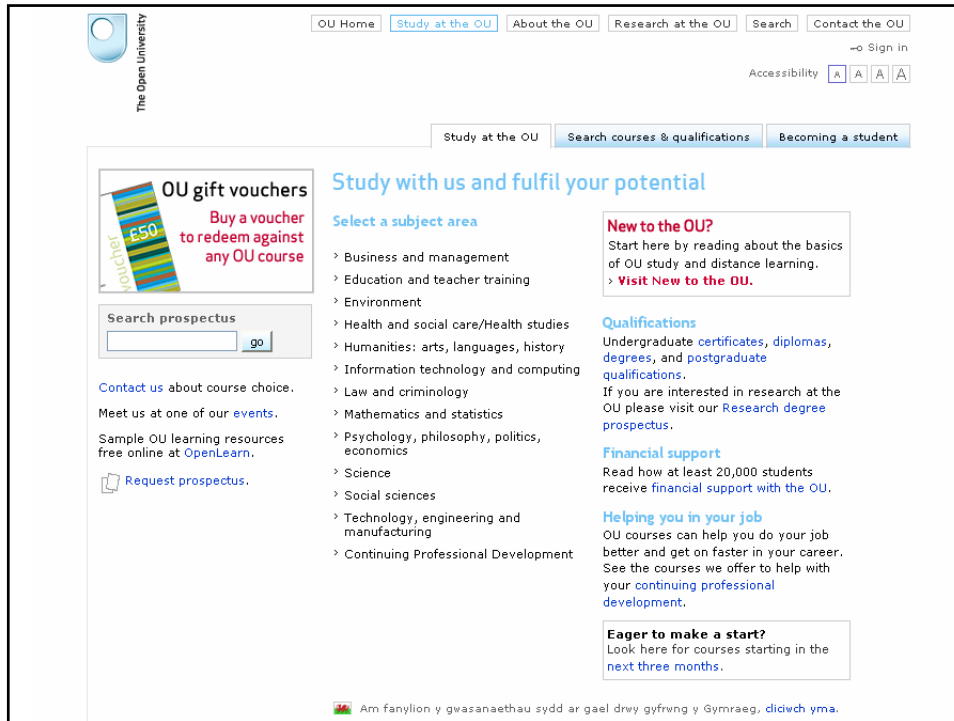 The Open University
OU Home
Study at the OU
About the OU
Research at the OU
Search
Contact the OU
Sign in
Accessibility A A A A
Study at the OU
Search courses & qualifications
Becoming a student
OU gift vouchers
Buy a voucher
to redeem against
any OU course
£50
voucher
Search prospectus
go
Contact us about course choice.
Meet us at one of our events.
Sample OU learning resources
free online at OpenLearn.
Request prospectus.
Study with us and fulfil your potential
Select a subject area
› Business and management
› Education and teacher training
› Environment
› Health and social care/Health studies
› Humanities: arts, languages, history
› Information technology and computing
› Law and criminology
› Mathematics and statistics
› Psychology, philosophy, politics,
economics
› Science
› Social sciences
› Technology, engineering and
manufacturing
› Continuing Professional Development
New to the OU?
Start here by reading about the basics
of OU study and distance learning.
› Visit New to the OU.
Qualifications
Undergraduate certificates, diplomas,
degrees, and postgraduate
qualifications.
If you are interested in research at the
OU please visit our Research degree
prospectus.
Financial support
Read how at least 20,000 students
receive financial support with the OU.
Helping you in your job
OU courses can help you do your job
better and get on faster in your career.
See the courses we offer to help with
your continuing professional
development.
Eager to make a start?
Look here for courses starting in the
next three months.
Am fanylion y gwasanaethau sydd ar gael drwy gyfrwng y Gymraeg, cliciwch yma.